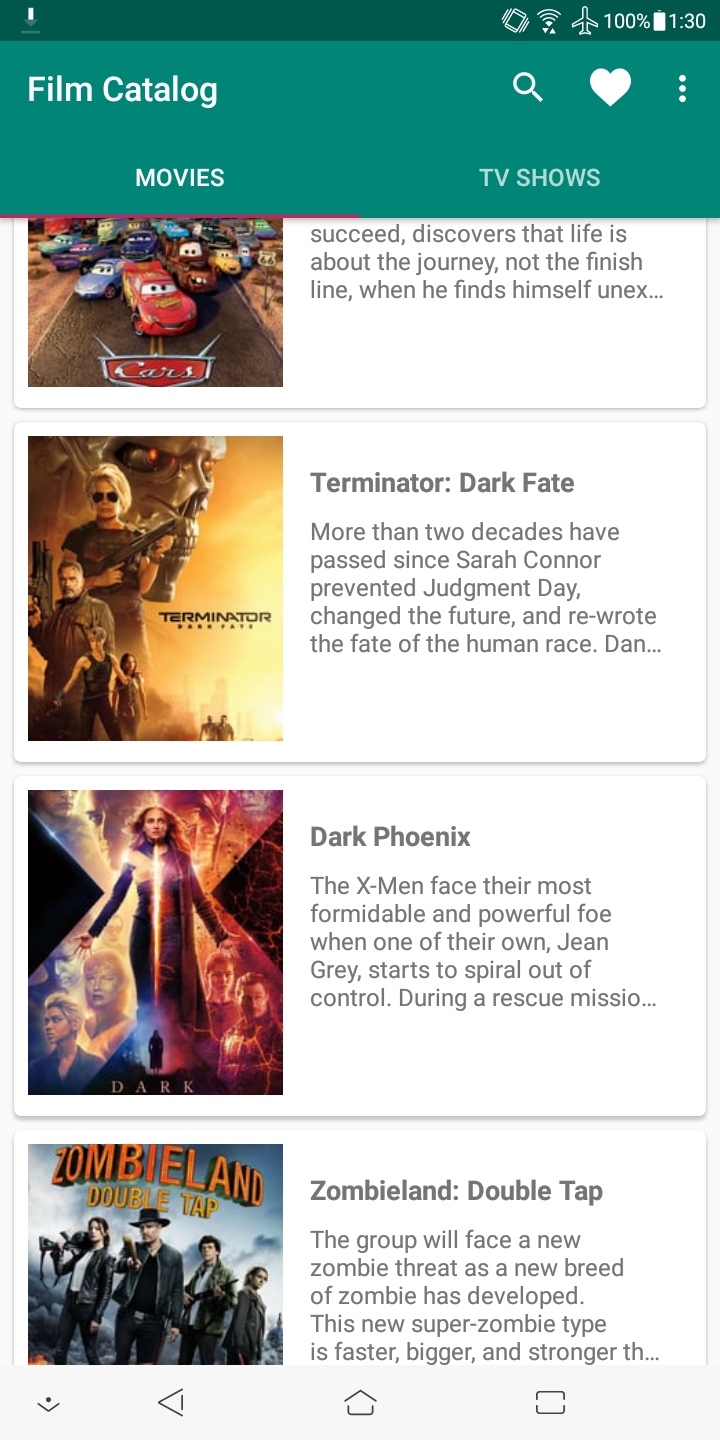 100% 1:30
Film Catalog
MOVIES
TV SHOWS
succeed, discovers that life is
about the journey, not the finish
line, when he finds himself unex…
66
Cars
Terminator: Dark Fate
More than two decades have
passed since Sarah Connor
prevented Judgment Day,
changed the future, and re-wrote
the fate of the human race. Dan…
TERMINATOR
DARK FATE
Dark Phoenix
The X-Men face their most
formidable and powerful foe
when one of their own, Jean
Grey, starts to spiral out of
control. During a rescue missio…
DARK
ZOMBIELAND
DOUBLE TAP
Zombieland: Double Tap
The group will face a new
zombie threat as a new breed
of zombie has developed.
This new super-zombie type
is faster, bigger, and stronger th…